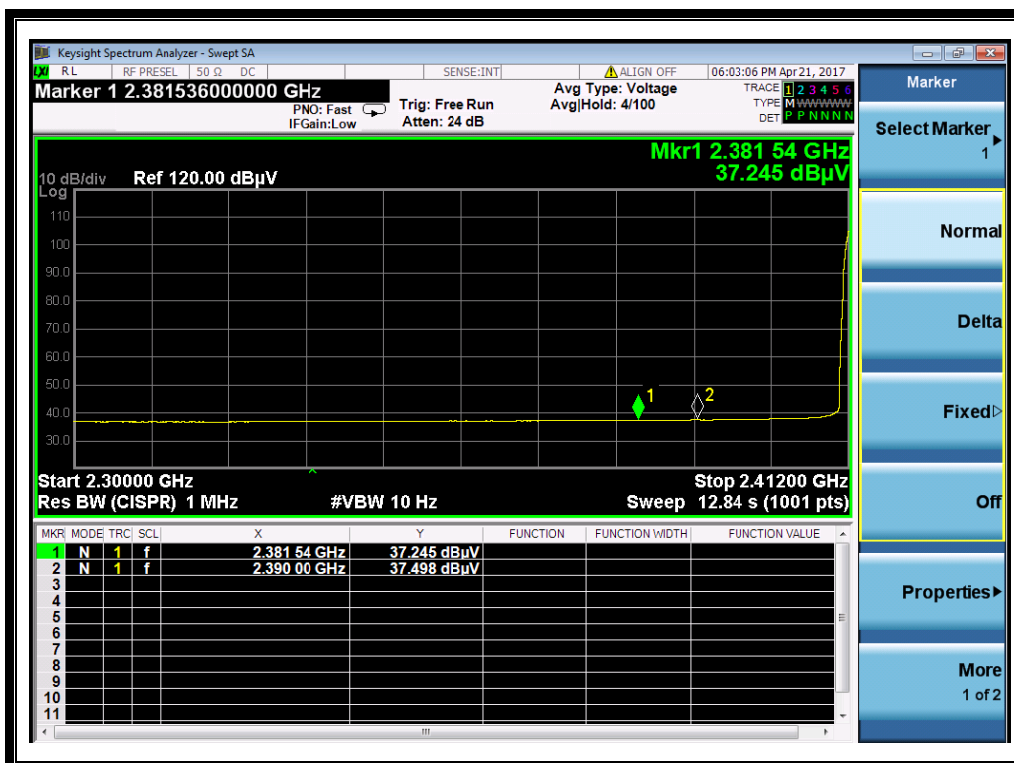 Keysight Spectrum Analyzer - Swept SA
LXI RL RF PRESEL 50 Ω DC SENSE:INT ALIGN OFF 06:03:06 PM Apr 21, 2017
Marker 1 2.381536000000 GHz
PNO: Fast
IFGain:Low
Trig: Free Run
Atten: 24 dB
Avg Type: Voltage
Avg|Hold: 4/100
TRACE 1 2 3 4 5 6
TYPE M WWWWW
DET P P N N N N
Mkr1 2.381 54 GHz
37.245 dBµV
10 dB/div Ref 120.00 dBµV
Log
110
100
90.0
80.0
70.0
60.0
50.0
40.0
30.0
1
2
Start 2.30000 GHz Stop 2.41200 GHz
Res BW (CISPR) 1 MHz #VBW 10 Hz Sweep 12.84 s (1001 pts)
MKR MODE TRC SCL X Y FUNCTION FUNCTION WIDTH FUNCTION VALUE
1 N 1 f 2.381 54 GHz 37.245 dBµV
2 N 1 f 2.390 00 GHz 37.498 dBµV
3
4
5
6
7
8
9
10
11
Marker
Select Marker
1
Normal
Delta
Fixed
Off
Properties
More
1 of 2